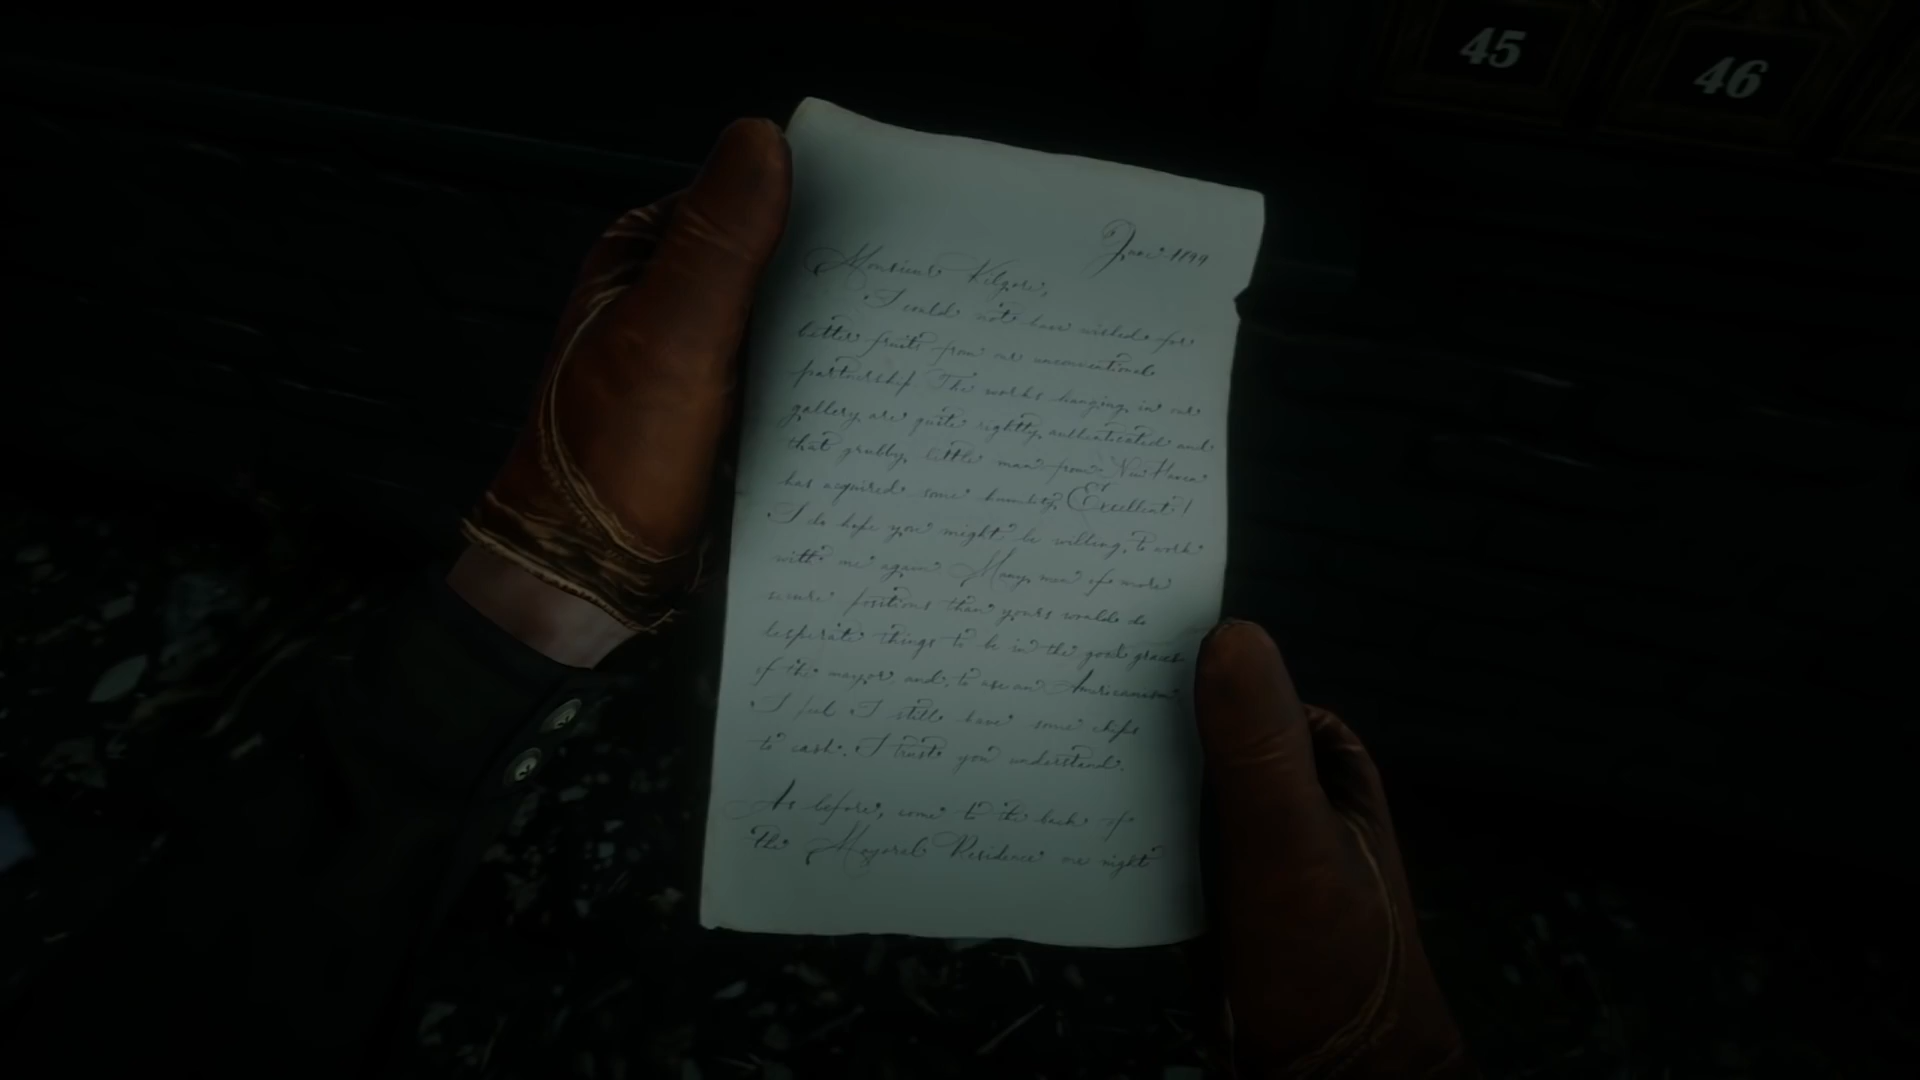 45
46
June 1899
Monsieur Kilgore,
I could not have wished for
better fruits from our unconventional
partnership. The works hanging in our
gallery are quite rightly authenticated and
that grubby little man from New Haven
has acquired some humility. Excellent!
I do hope you might be willing to work
with me again. Many men of more
secure positions than yours would do
desperate things to be in the good graces
of the mayor, and, to use an Americanism,
I feel I still have some chips
to cash. I trust you understand.
As before, come to the back of
the Mayoral Residence one night